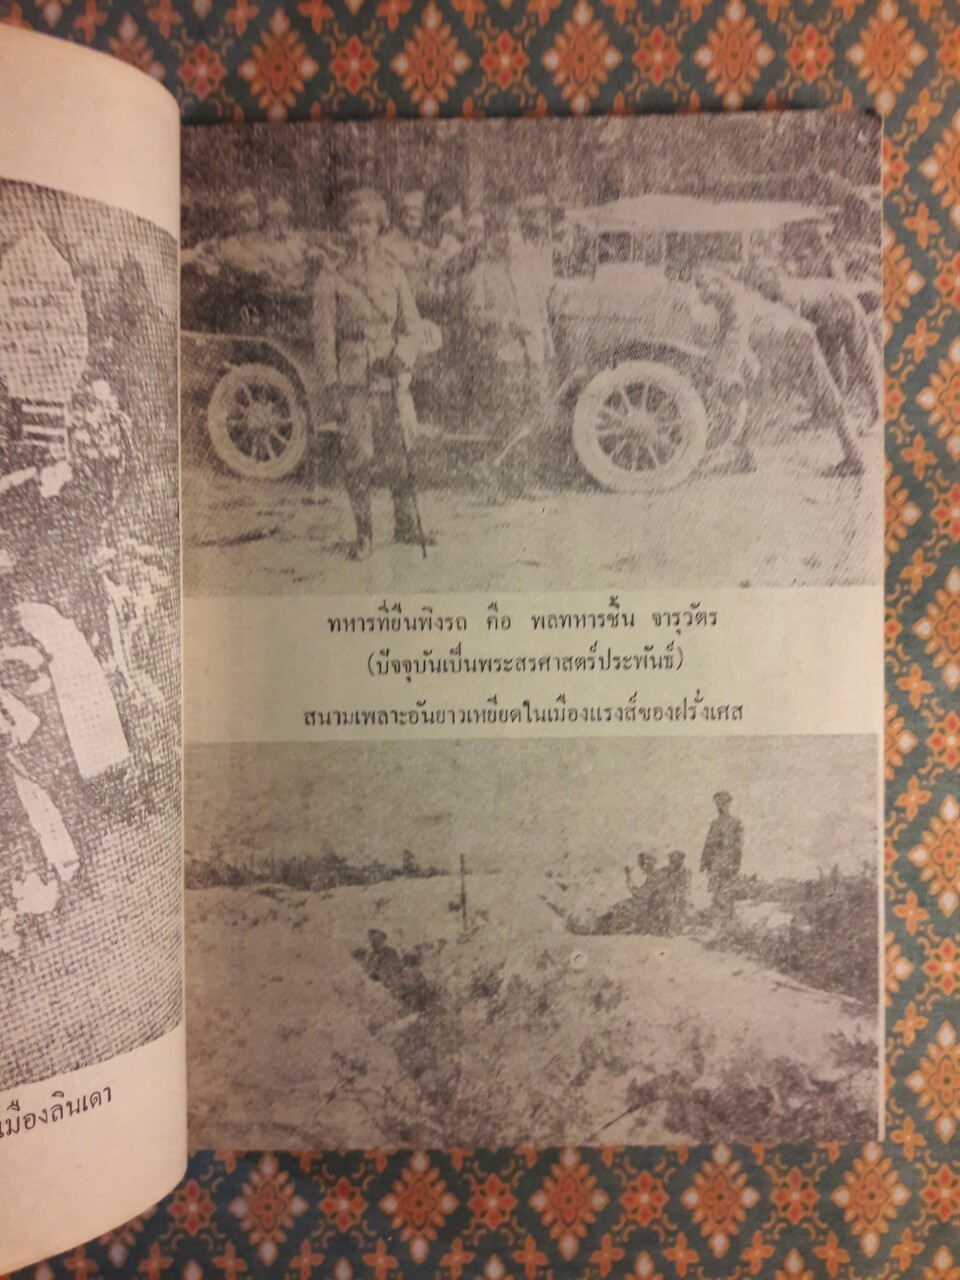 ทหารที่ยืนพิงรถ คือ พลทหารชื้น จารุวัตร
(ปัจจุบันเป็นพระสรศาสตร์ประพันธ์)
สนามเพลาะอันยาวเหยียดในเมืองแรงส์ของฝรั่งเศส
เมืองลินเดา